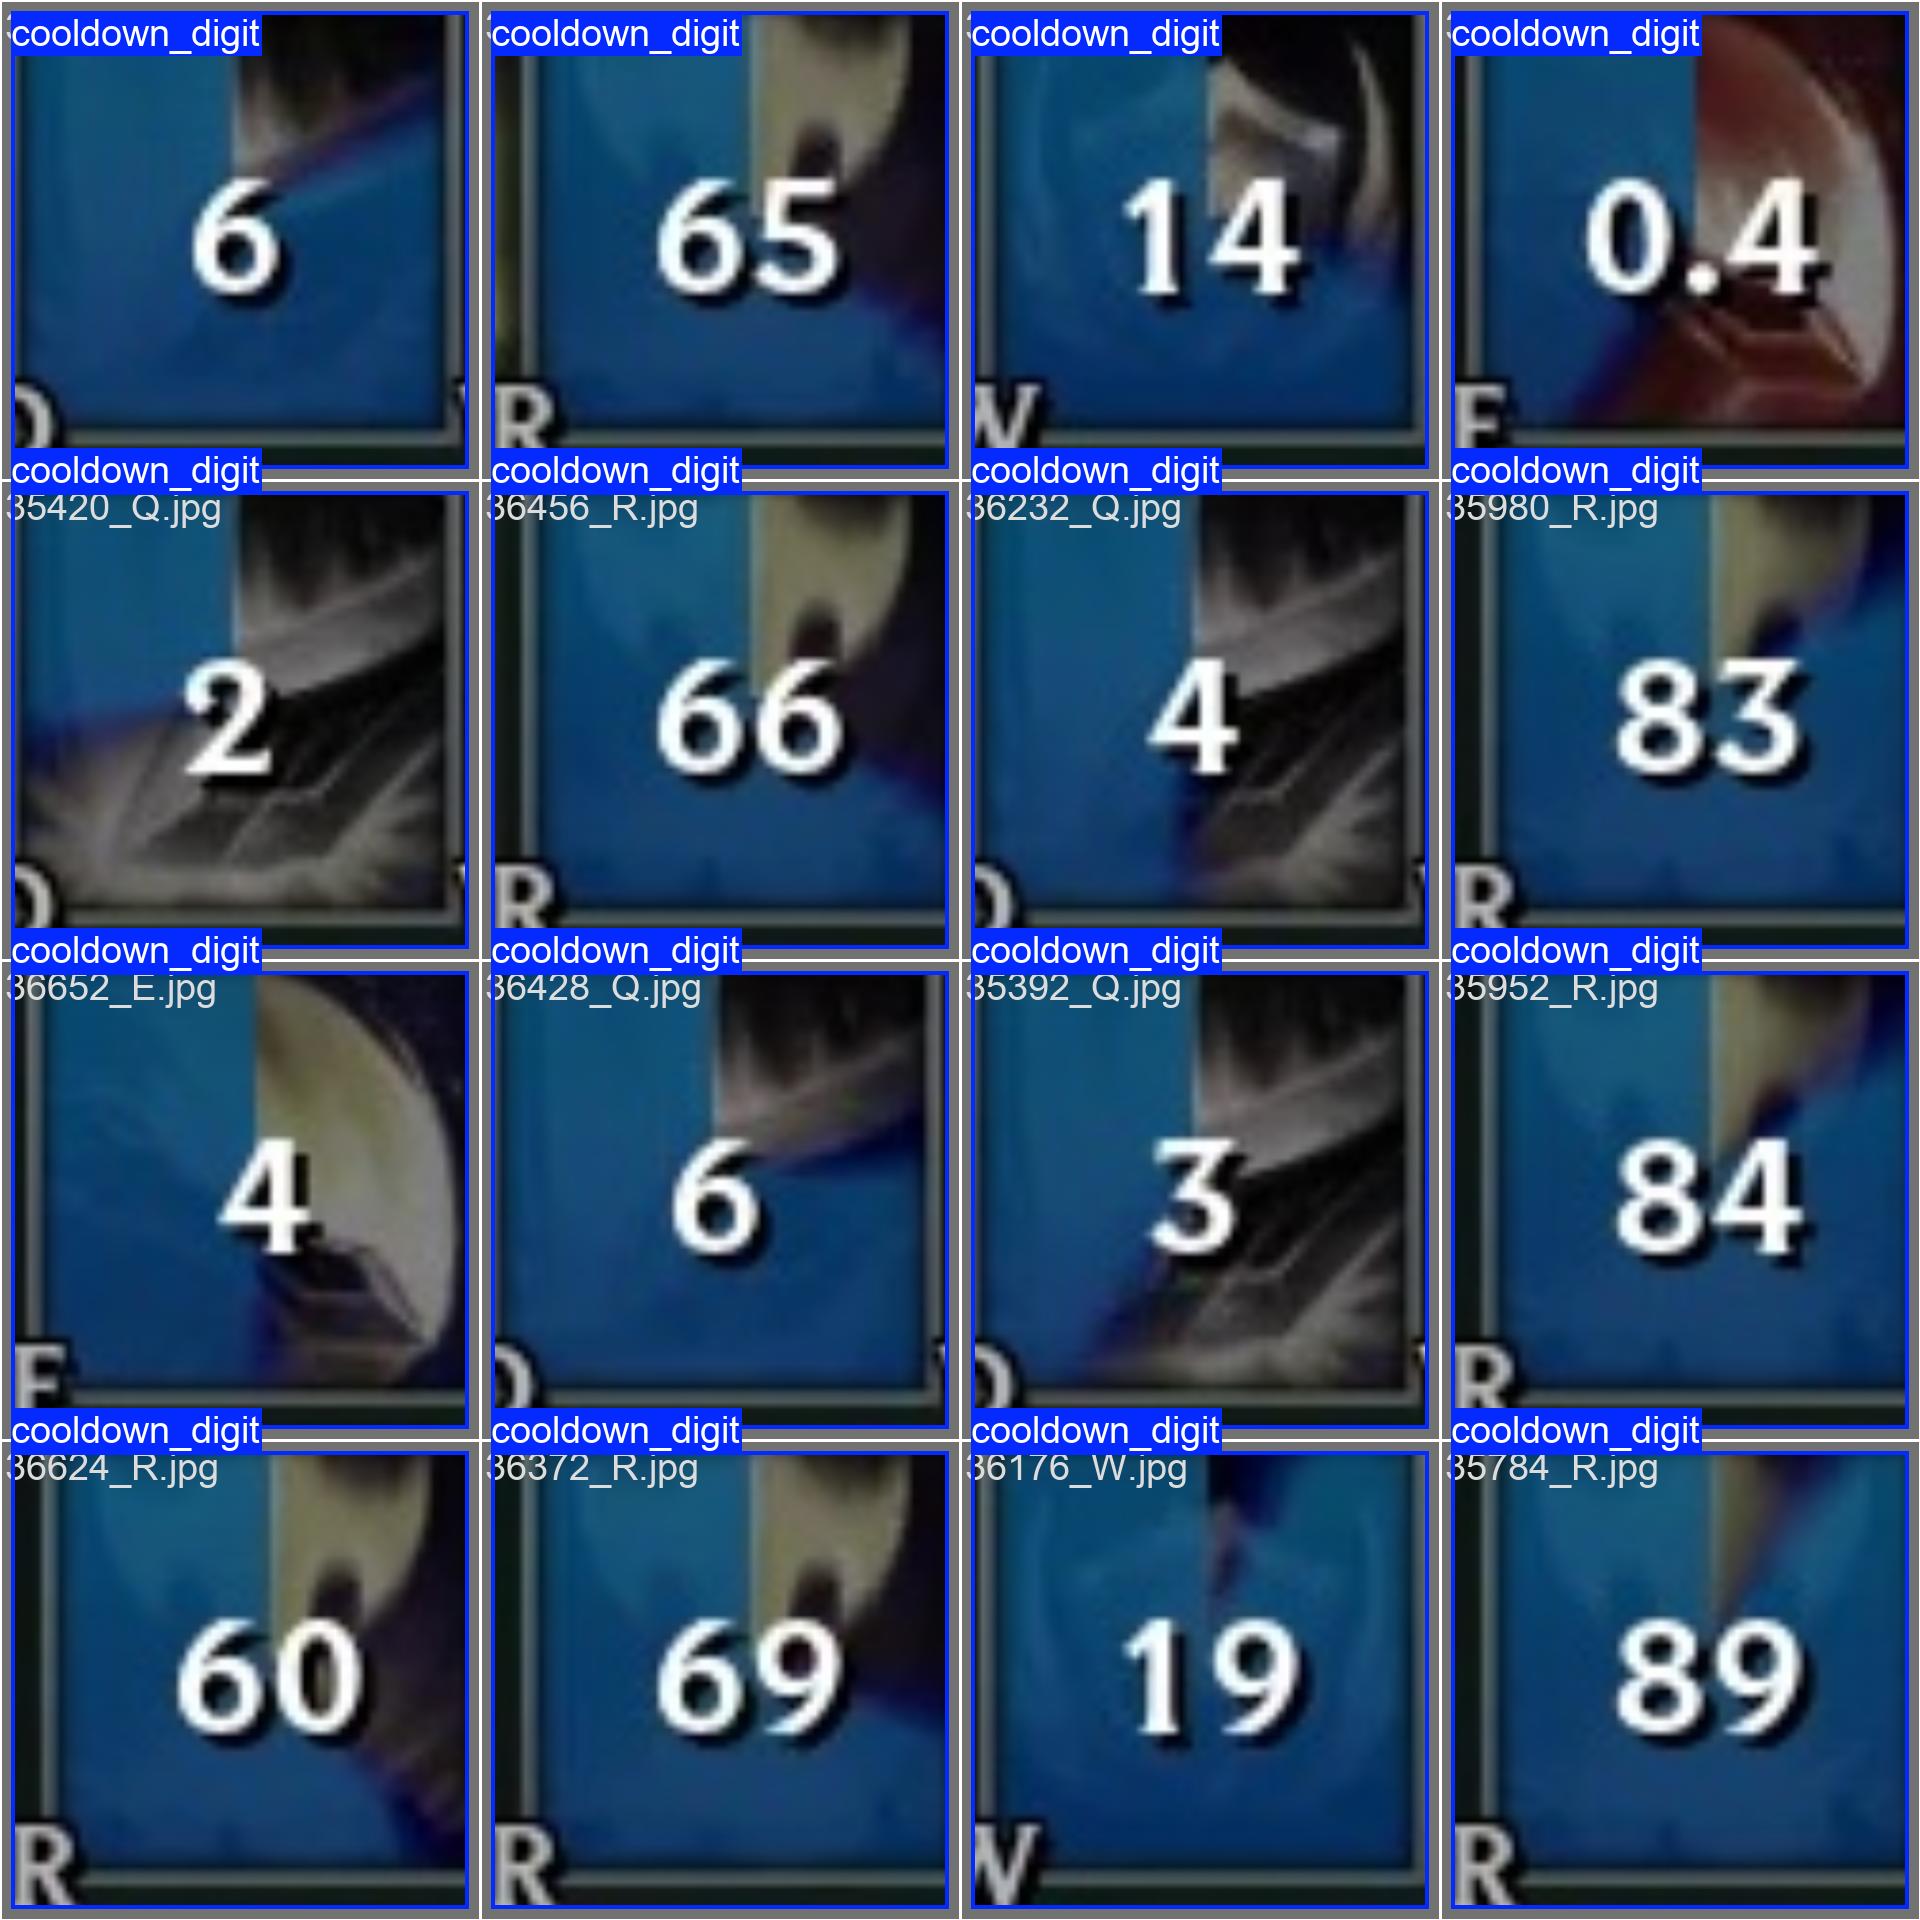 cooldown_digit cooldown_digit cooldown_digit cooldown_digit
6 65 14 0.4
R W E
cooldown_digit cooldown_digit cooldown_digit cooldown_digit
35420_Q.jpg 36456_R.jpg 36232_Q.jpg 35980_R.jpg
2 66 4 83
R R
cooldown_digit cooldown_digit cooldown_digit cooldown_digit
36652_E.jpg 36428_Q.jpg 35392_Q.jpg 35952_R.jpg
4 6 3 84
E R
cooldown_digit cooldown_digit cooldown_digit cooldown_digit
36624_R.jpg 36372_R.jpg 36176_W.jpg 35784_R.jpg
60 69 19 89
R R W R